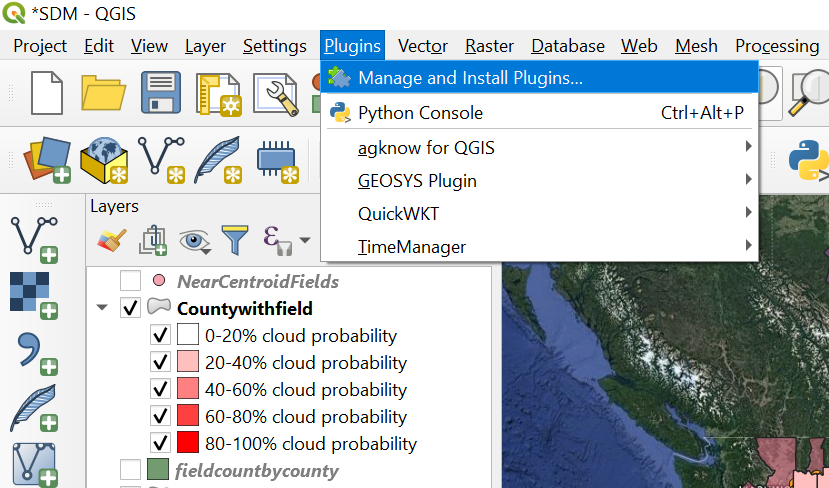 *SDM - QGIS
Project Edit View Layer Settings Plugins Vector Raster Database Web Mesh Processing
Manage and Install Plugins...
Python Console Ctrl+Alt+P
agknow for QGIS
GEOSYS Plugin
QuickWKT
TimeManager
Layers
NearCentroidFields
Countywithfield
0-20% cloud probability
20-40% cloud probability
40-60% cloud probability
60-80% cloud probability
80-100% cloud probability
fieldcountbycounty